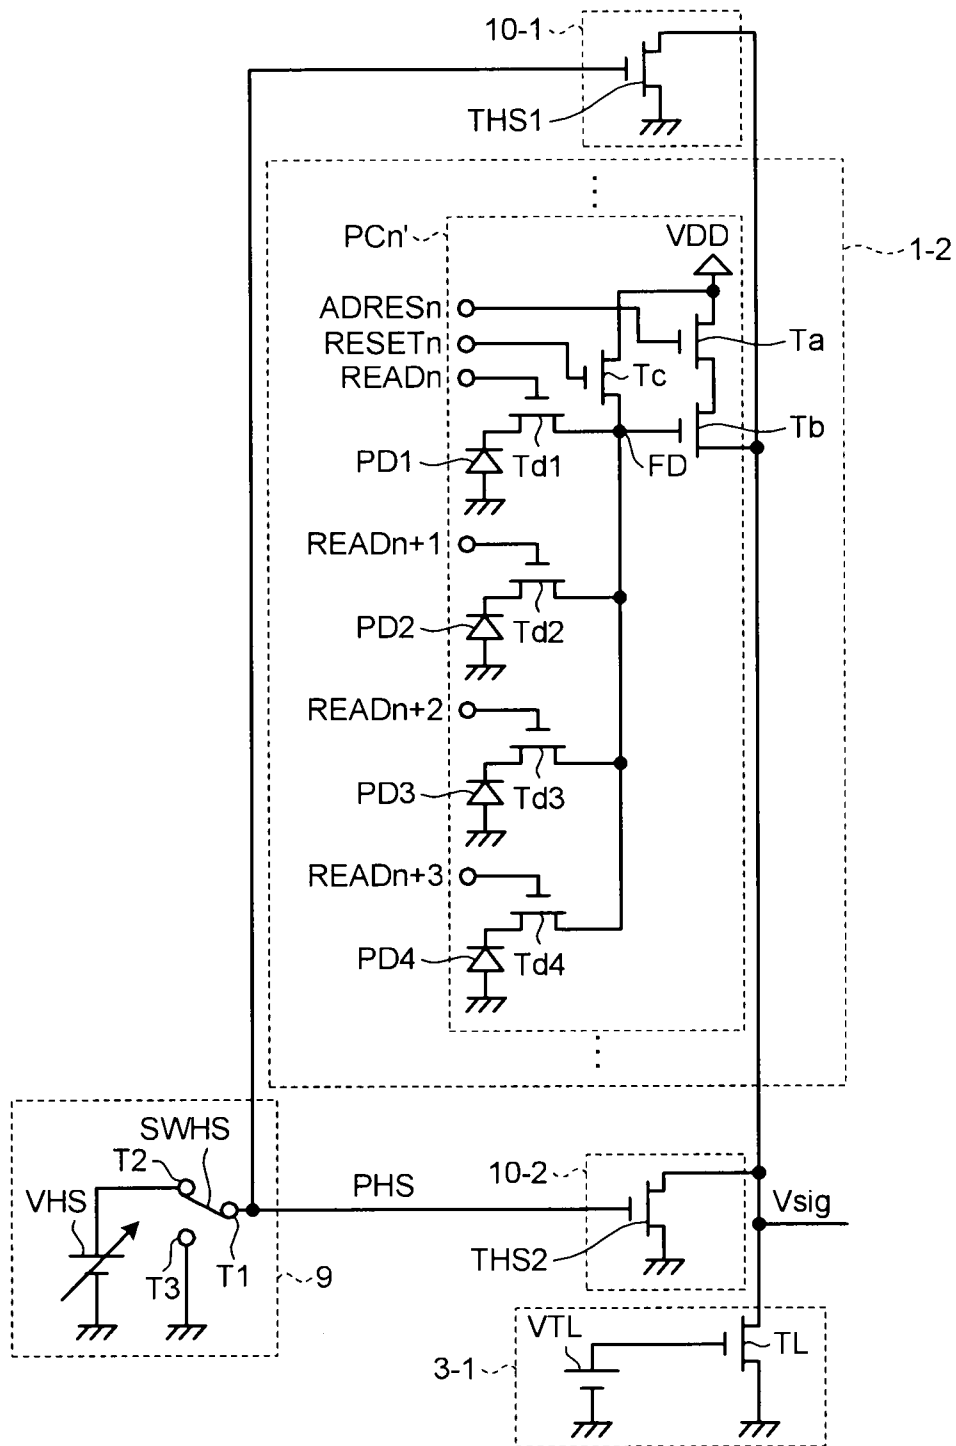 10-1
THS1
PCn'
VDD
1-2
ADRESn
RESETn
READn
Ta
Tc
Tb
PD1
Td1
FD
READn+1
PD2
Td2
READn+2
PD3
Td3
READn+3
PD4
Td4
SWHS
T2
VHS
T3
T1
9
PHS
10-2
THS2
Vsig
VTL
TL
3-1